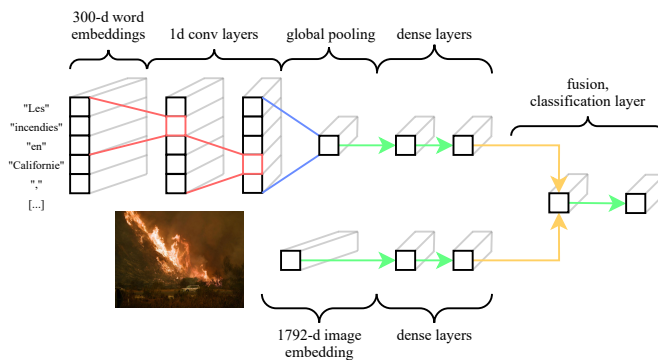 300-d word
embeddings
1d conv layers
global pooling
dense layers
fusion,
classification layer
"Les"
"incendies"
"en"
"Californie"
","
[...]
1792-d image
embedding
dense layers